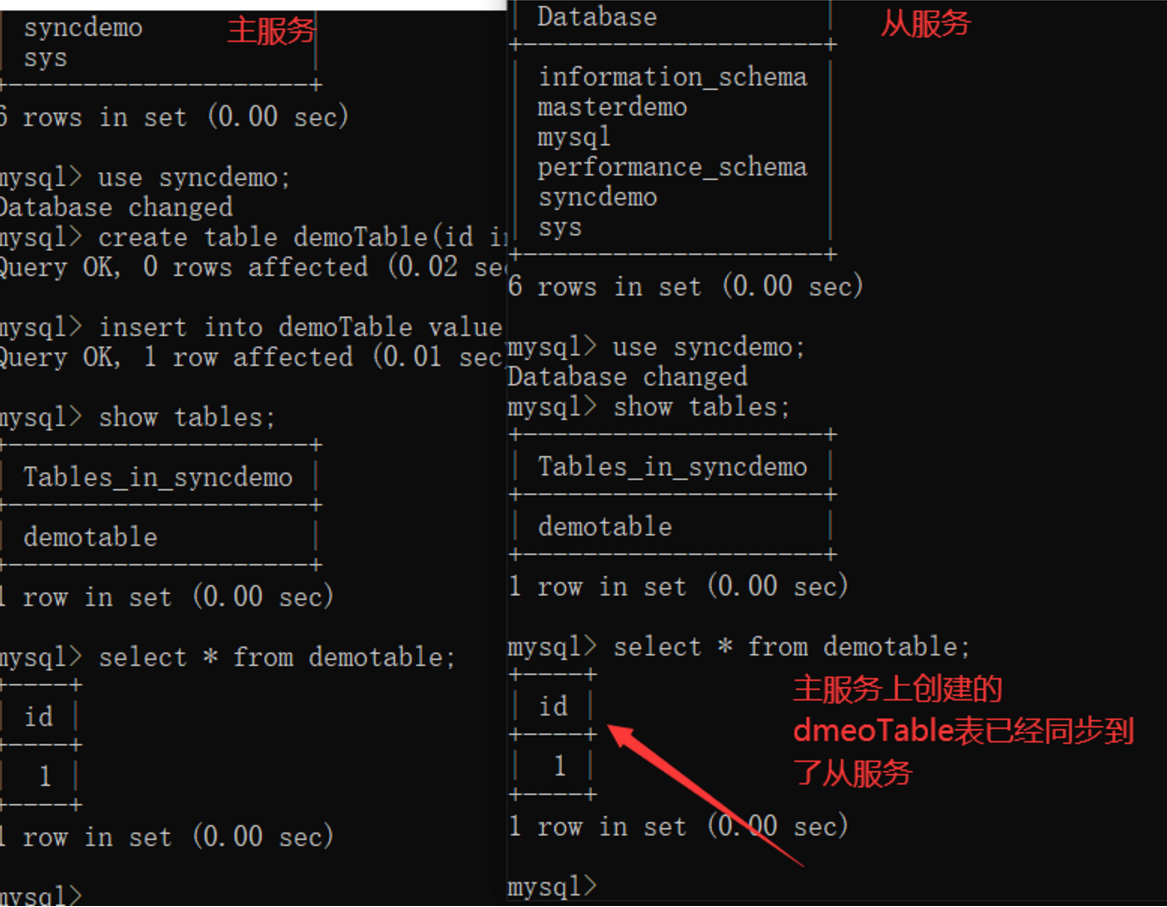 syncdemo
sys
6 rows in set (0.00 sec)
mysql> use syncdemo;
Database changed
mysql> create table demoTable(id in
Query OK, 0 rows affected (0.02 sec
mysql> insert into demoTable value
Query OK, 1 row affected (0.01 sec
mysql> show tables;
Tables_in_syncdemo
demotable
1 row in set (0.00 sec)
mysql> select * from demotable;
id
1
1 row in set (0.00 sec)
mysql>
主服务
Database
information_schema
masterdemo
mysql
performance_schema
syncdemo
sys
6 rows in set (0.00 sec)
mysql> use syncdemo;
Database changed
mysql> show tables;
Tables_in_syncdemo
demotable
1 row in set (0.00 sec)
mysql> select * from demotable;
id
1
1 row in set (0.00 sec)
mysql>
从服务
主服务上创建的
dmeoTable表已经同步到
了从服务